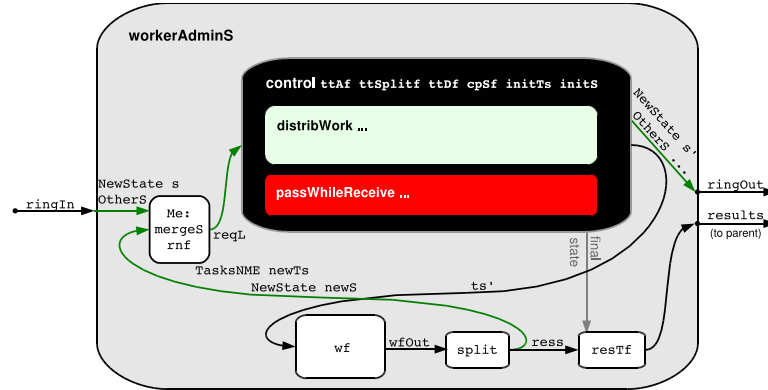 workerAdminS
control ttAf ttSplitf ttDf cpSf initTs initS
distribWork ...
passWhileReceive ...
NewState s'
OtherS ...
NewState s
OtherS
ringIn
Me:
mergeS
rnf
reqL
ringOut
results
(to parent)
final
state
TasksNME newTs
NewState newS
ts'
wf
wfOut
split
ress
resTf